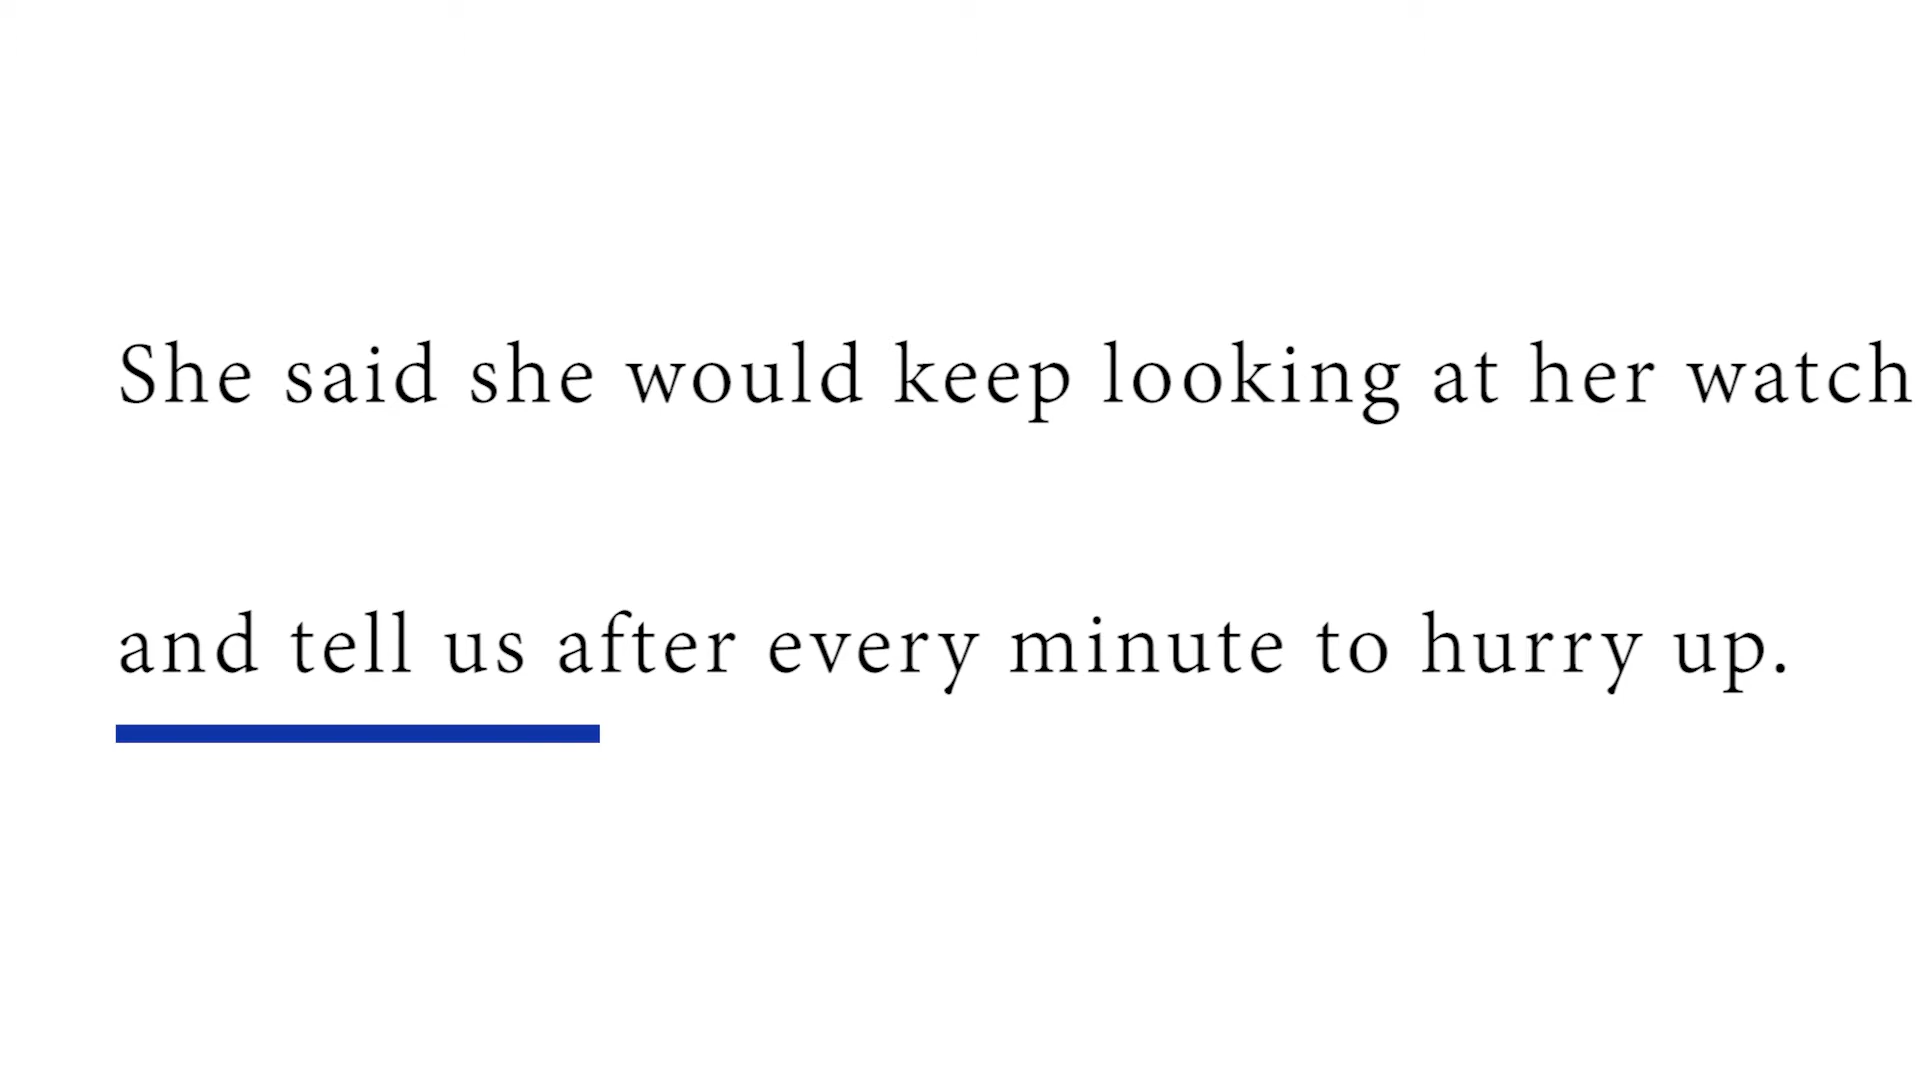 She said she would keep looking at her watch
and tell us after every minute to hurry up.